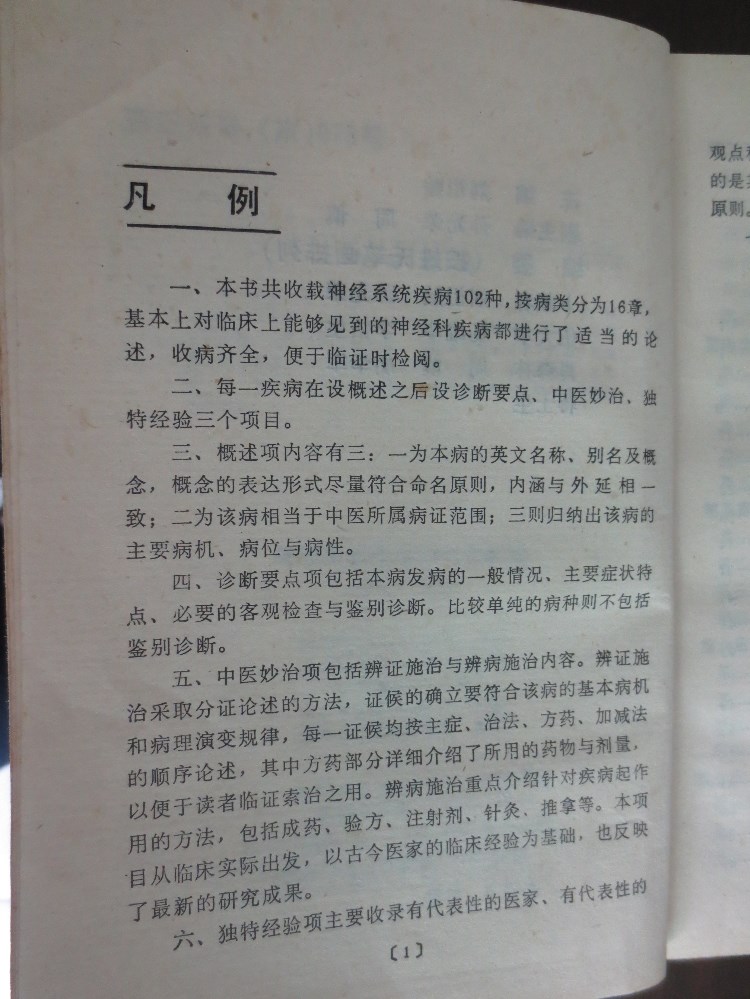 凡 例
一、本书共收载神经系统疾病102种,按病类分为16章,
基本上对临床上能够见到的神经科疾病都进行了适当的论
述，收病齐全，便于临证时检阅。
二、每一疾病在设概述之后设诊断要点、中医妙治、独
特经验三个项目。
三、概述项内容有三：一为本病的英文名称、别名及概
念，概念的表达形式尽量符合命名原则，内涵与外延相一
致；二为该病相当于中医所属病证范围；三则归纳出该病的
主要病机、病位与病性。
四、诊断要点项包括本病发病的一般情况、主要症状特
点、必要的客观检查与鉴别诊断。比较单纯的病种则不包括
鉴别诊断。
五、中医妙治项包括辨证施治与辨病施治内容。辨证施
治采取分证论述的方法，证候的确立要符合该病的基本病机
和病理演变规律，每一证候均按主症、治法、方药、加减法
的顺序论述，其中方药部分详细介绍了所用的药物与剂量，
以便于读者临证索治之用。辨病施治重点介绍针对疾病起作
用的方法，包括成药、验方、注射剂、针灸、推拿等。本项
目从临床实际出发，以古今医家的临床经验为基础，也反映
了最新的研究成果。
六、独特经验项主要收录有代表性的医家、有代表性的
〔1〕
观点
的是
原则。